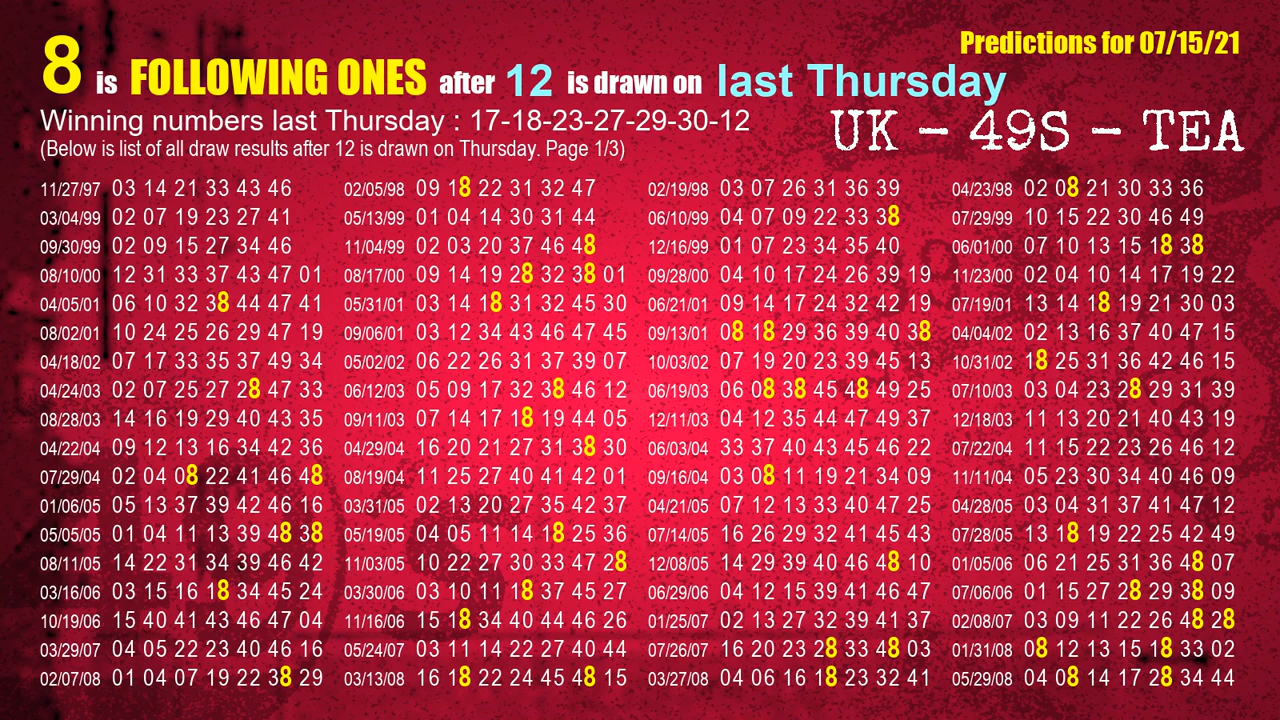 Predictions for 07/15/21
8 is FOLLOWING ONES after 12 is drawn on last Thursday
Winning numbers last Thursday : 17-18-23-27-29-30-12
UK - 49S - TEA
(Below is list of all draw results after 12 is drawn on Thursday. Page 1/3)
11/27/97 03 14 21 33 43 46 02/05/98 09 18 22 31 32 47 02/19/98 03 07 26 31 36 39 04/23/98 02 08 21 30 33 36
03/04/99 02 07 19 23 27 41 05/13/99 01 04 14 30 31 44 06/10/99 04 07 09 22 33 38 07/29/99 10 15 22 30 46 49
09/30/99 02 09 15 27 34 46 11/04/99 02 03 20 37 46 48 12/16/99 01 07 23 34 35 40 06/01/00 07 10 13 15 18 38
08/10/00 12 31 33 37 43 47 01 08/17/00 09 14 19 28 32 38 01 09/28/00 04 10 17 24 26 39 19 11/23/00 02 04 10 14 17 19 22
04/05/01 06 10 32 38 44 47 41 05/31/01 03 14 18 31 32 45 30 06/21/01 09 14 17 24 32 42 19 07/19/01 13 14 18 19 21 30 03
08/02/01 10 24 25 26 29 47 19 09/06/01 03 12 34 43 46 47 45 09/13/01 08 18 29 36 39 40 38 04/04/02 02 13 16 37 40 47 15
04/18/02 07 17 33 35 37 49 34 05/02/02 06 22 26 31 37 39 07 10/03/02 07 19 20 23 39 45 13 10/31/02 18 25 31 36 42 46 15
04/24/03 02 07 25 27 28 47 33 06/12/03 05 09 17 32 38 46 12 06/19/03 06 08 38 45 48 49 25 07/10/03 03 04 23 28 29 31 39
08/28/03 14 16 19 29 40 43 35 09/11/03 07 14 17 18 19 44 05 12/11/03 04 12 35 44 47 49 37 12/18/03 11 13 20 21 40 43 19
04/22/04 09 12 13 16 34 42 36 04/29/04 16 20 21 27 31 38 30 06/03/04 33 37 40 43 45 46 22 07/22/04 11 15 22 23 26 46 12
07/29/04 02 04 08 22 41 46 48 08/19/04 11 25 27 40 41 42 01 09/16/04 03 08 11 19 21 34 09 11/11/04 05 23 30 34 40 46 09
01/06/05 05 13 37 39 42 46 16 03/31/05 02 13 20 27 35 42 37 04/21/05 07 12 13 33 40 47 25 04/28/05 03 04 31 41 47 47 12
05/05/05 01 04 11 13 39 48 38 05/19/05 04 05 11 14 18 25 36 07/14/05 16 26 29 32 41 45 43 07/28/05 13 18 19 22 25 42 49
08/11/05 14 22 31 34 39 46 42 11/03/05 10 22 27 30 33 47 28 12/08/05 14 29 39 40 46 48 10 01/05/06 06 21 25 31 36 48 07
03/16/06 03 15 16 18 34 45 24 03/30/06 03 10 11 18 37 45 27 06/29/06 04 12 15 39 41 46 47 07/06/06 01 15 27 28 29 38 09
10/19/06 15 40 41 43 46 47 04 11/16/06 15 18 34 40 44 46 26 01/25/07 02 13 27 32 39 41 37 02/08/07 03 09 11 22 26 48 28
03/29/07 04 05 22 23 40 46 16 05/24/07 03 11 14 22 27 40 44 07/26/07 16 20 23 28 33 48 03 01/31/08 08 12 13 15 18 33 02
02/07/08 01 04 07 19 22 38 29 03/13/08 16 18 22 24 45 48 15 03/27/08 04 06 16 18 23 32 41 05/29/08 04 08 14 17 28 34 44